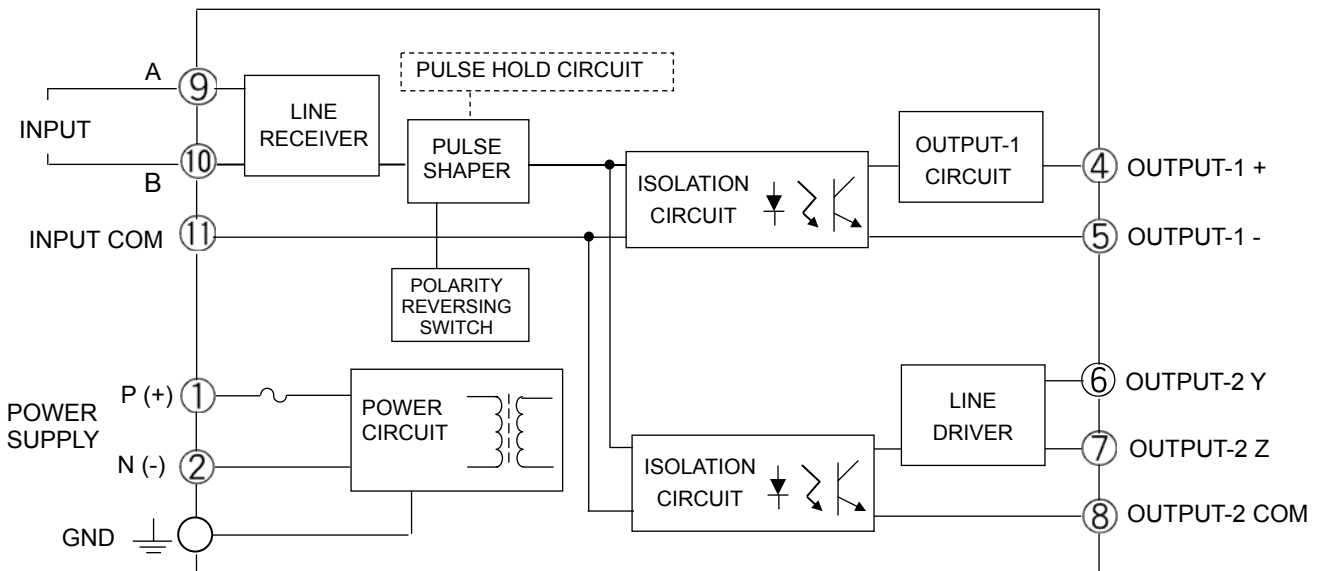 A
9
INPUT
10
B
INPUT COM
11
LINE
RECEIVER
PULSE HOLD CIRCUIT
PULSE
SHAPER
POLARITY
REVERSING
SWITCH
ISOLATION
CIRCUIT
OUTPUT-1
CIRCUIT
4
OUTPUT-1 +
5
OUTPUT-1 -
POWER
SUPPLY
P (+)
1
N (-)
2
GND
POWER
CIRCUIT
ISOLATION
CIRCUIT
LINE
DRIVER
6
OUTPUT-2 Y
7
OUTPUT-2 Z
8
OUTPUT-2 COM